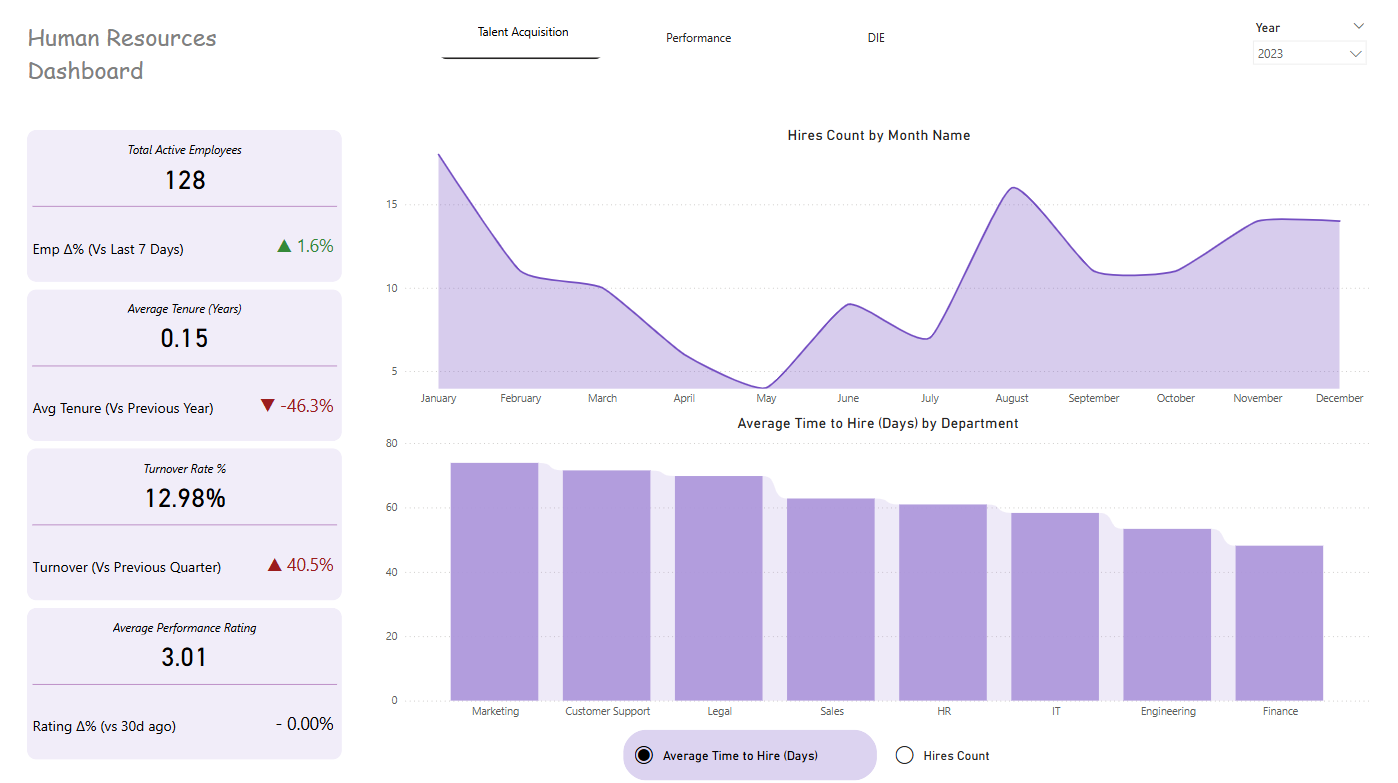 Human Resources
Dashboard
Talent Acquisition
Performance
DIE
Year
2023
Total Active Employees
128
Emp Δ% (Vs Last 7 Days)
▲ 1.6%
Average Tenure (Years)
0.15
Avg Tenure (Vs Previous Year)
▼ -46.3%
Turnover Rate %
12.98%
Turnover (Vs Previous Quarter)
▲ 40.5%
Average Performance Rating
3.01
Rating Δ% (vs 30d ago)
- 0.00%
Hires Count by Month Name
15
10
5
January February March April May June July August September October November December
Average Time to Hire (Days) by Department
80
60
40
20
0
Marketing Customer Support Legal Sales HR IT Engineering Finance
Average Time to Hire (Days)
Hires Count